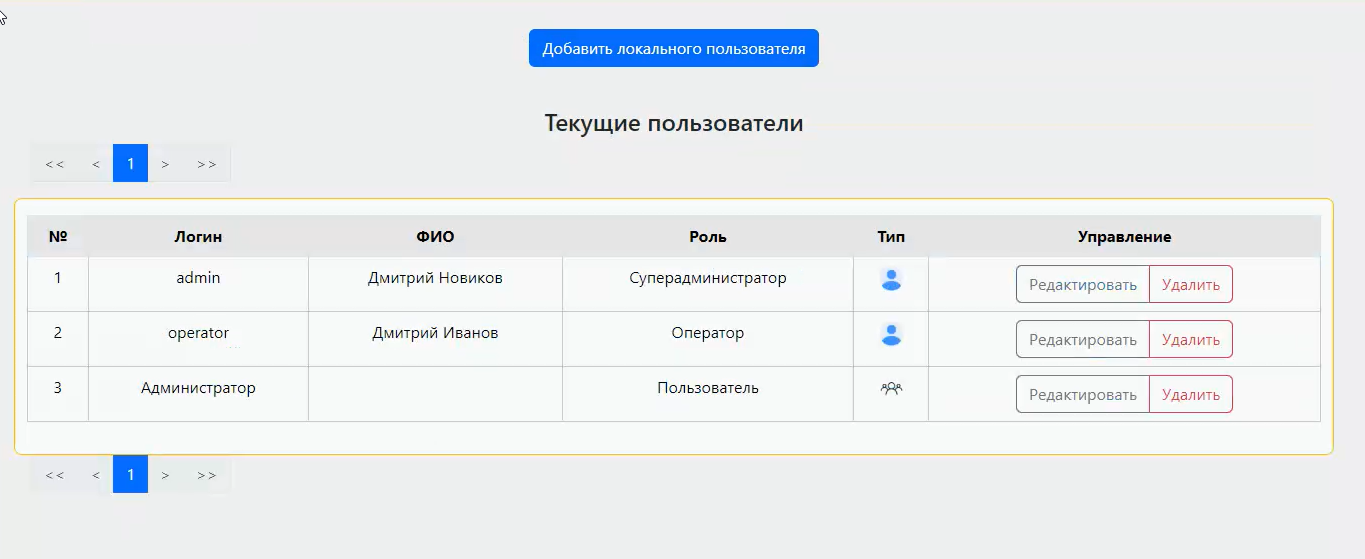 Добавить локального пользователя
Текущие пользователи
<< < 1 > >>
№ Логин ФИО Роль Тип Управление
1 admin Дмитрий Новиков Суперадминистратор Редактировать Удалить
2 operator Дмитрий Иванов Оператор Редактировать Удалить
3 Администратор Пользователь Редактировать Удалить
<< < 1 > >>